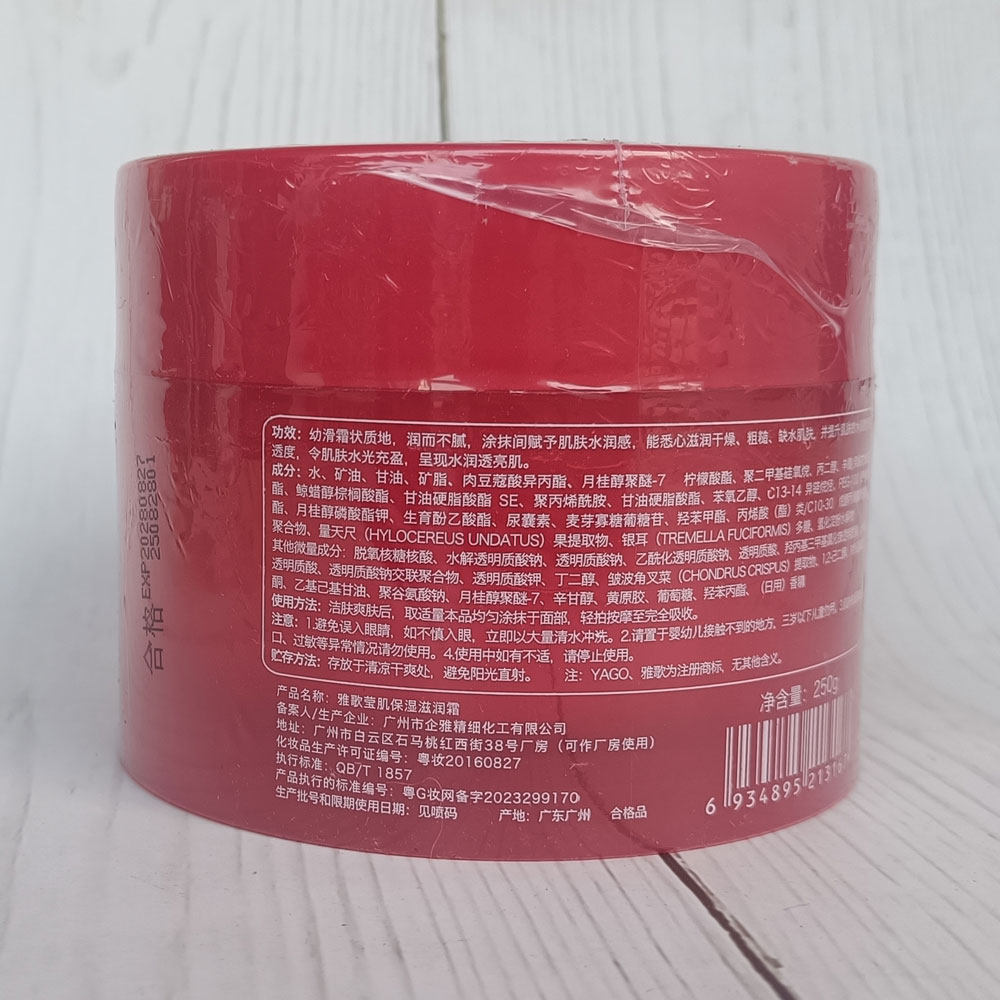 功效：幼滑霜状质地，润而不腻，涂抹间赋予肌肤水润感，能悉心滋润干燥、粗糙、缺水肌肤，并提升肌肤
透度，令肌肤水光充盈，呈现水润透亮肌。
成分：水、矿油、甘油、矿脂、肉豆蔻酸异丙酯、月桂醇聚醚-7 柠檬酸酯、聚二甲基硅氧烷、丙二醇、
酯、鲸蜡醇棕榈酸酯、甘油硬脂酸酯 SE、聚丙烯酰胺、甘油硬脂酸酯、苯氧乙醇、C13-14 异链烷烃、
酯、月桂醇磷酸酯钾、生育酚乙酸酯、尿囊素、麦芽寡糖葡糖苷、羟苯甲酯、丙烯酸（酯）类/C10-30
聚合物、量天尺（HYLOCEREUS UNDATUS）果提取物、银耳（TREMELLA FUCIFORMIS）多糖、
其他微量成分：脱氧核糖核酸、水解透明质酸钠、透明质酸钠、乙酰化透明质酸钠、透明质酸、羟丙基三甲基氯化铵透明质酸
透明质酸、透明质酸钠交联聚合物、透明质酸钾、丁二醇、皱波角叉菜（CHONDRUS CRISPUS）提取物、1,2-己二醇、
酮、乙基己基甘油、聚谷氨酸钠、月桂醇聚醚-7、辛甘醇、黄原胶、葡萄糖、羟苯丙酯、（日用）香精
使用方法：洁肤爽肤后，取适量本品均匀涂抹于面部，轻拍按摩至完全吸收。
注意：1.避免误入眼睛，如不慎入眼，立即以大量清水冲洗。2.请置于婴幼儿接触不到的地方，三岁以下儿童勿用。
口、过敏等异常情况请勿使用。4.使用中如有不适，请停止使用。
贮存方法：存放于清凉干爽处，避免阳光直射。 注：YAGO、雅歌为注册商标，无其他含义。
产品名称：雅歌莹肌保湿滋润霜
净含量：250g
备案人/生产企业：广州市企雅精细化工有限公司
地址：广州市白云区石马桃红西街38号厂房（可作厂房使用）
化妆品生产许可证编号：粤妆20160827
执行标准：QB/T 1857
产品执行的标准编号：粤G妆网备字2023299170
生产批号和限期使用日期：见喷码 产地：广东广州 合格品
6 934895 21316
合格 EXP20280827
25082801